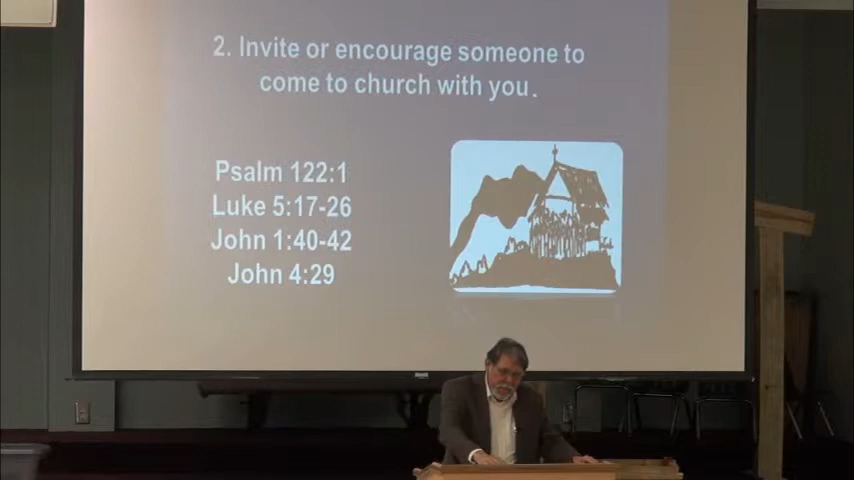 2. Invite or encourage someone to
come to church with you.
Psalm 122:1
Luke 5:17-26
John 1:40-42
John 4:29